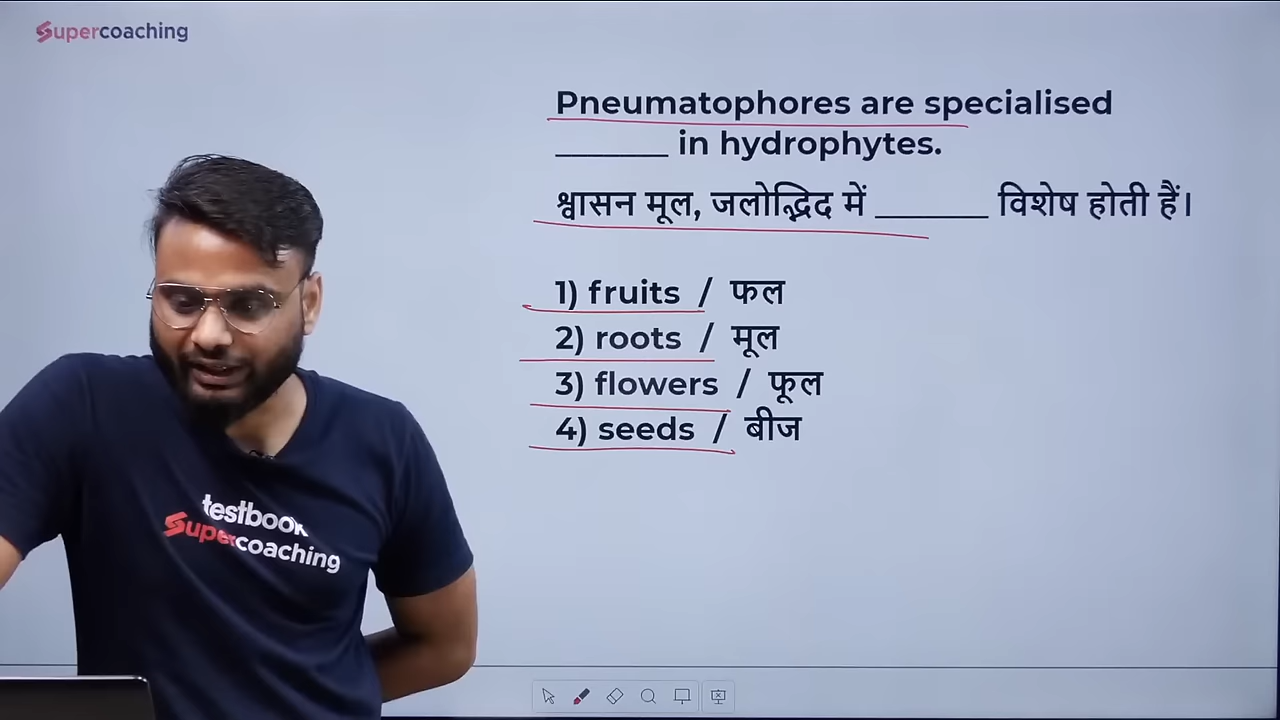 Supercoaching
Pneumatophores are specialised
_______ in hydrophytes.
श्वासन मूल, जलोद्भिद में _______ विशेष होती हैं।
1) fruits / फल
2) roots / मूल
3) flowers / फूल
4) seeds / बीज
testbook
Supercoaching